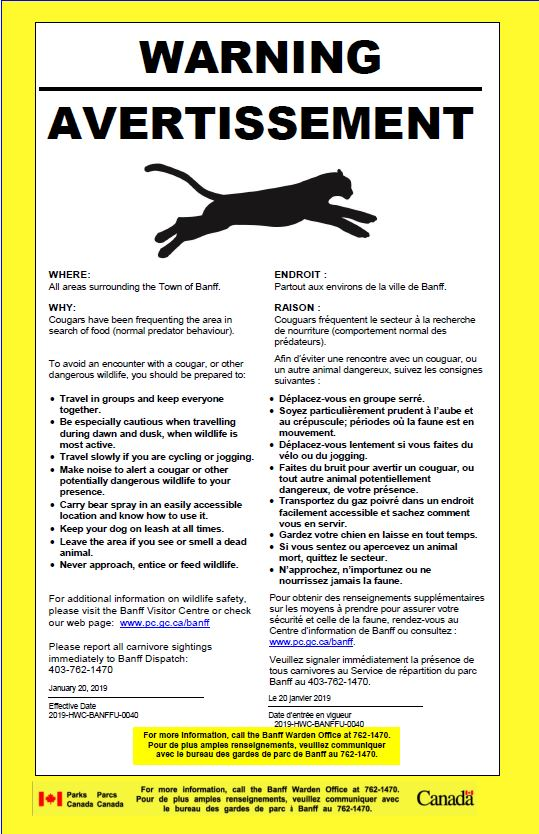 WARNING
AVERTISSEMENT
WHERE:
All areas surrounding the Town of Banff.
WHY:
Cougars have been frequenting the area in
search of food (normal predator behaviour).
To avoid an encounter with a cougar, or other
dangerous wildlife, you should be prepared to:
• Travel in groups and keep everyone
together.
• Be especially cautious when travelling
during dawn and dusk, when wildlife is
most active.
• Travel slowly if you are cycling or jogging.
• Make noise to alert a cougar or other
potentially dangerous wildlife to your
presence.
• Carry bear spray in an easily accessible
location and know how to use it.
• Keep your dog on leash at all times.
• Leave the area if you see or smell a dead
animal.
• Never approach, entice or feed wildlife.
For additional information on wildlife safety,
please visit the Banff Visitor Centre or check
our web page: www.pc.gc.ca/banff
Please report all carnivore sightings
immediately to Banff Dispatch:
403-762-1470
January 20, 2019
Effective Date
2019-HWC-BANFFU-0040
ENDROIT :
Partout aux environs de la ville de Banff.
RAISON :
Couguars fréquentent le secteur à la recherche
de nourriture (comportement normal des
prédateurs).
Afin d'éviter une rencontre avec un couguar, ou
un autre animal dangereux, suivez les consignes
suivantes :
• Déplacez-vous en groupe serré.
• Soyez particulièrement prudent à l'aube et
au crépuscule; périodes où la faune est en
mouvement.
• Déplacez-vous lentement si vous faites du
vélo ou du jogging.
• Faites du bruit pour avertir un couguar, ou
tout autre animal potentiellement
dangereux, de votre présence.
• Transportez du gaz poivré dans un endroit
facilement accessible et sachez comment
vous en servir.
• Gardez votre chien en laisse en tout temps.
• Si vous sentez ou apercevez un animal
mort, quittez le secteur.
• N'approchez, n'importunez ou ne
nourrissez jamais la faune.
Pour obtenir des renseignements supplémentaires
sur les moyens à prendre pour assurer votre
sécurité et celle de la faune, rendez-vous au
Centre d'information de Banff ou consultez :
www.pc.gc.ca/banff.
Veuillez signaler immédiatement la présence de
tous carnivores au Service de répartition du parc
Banff au 403-762-1470.
Le 20 janvier 2019
Date d'entrée en vigueur
2019-HWC-BANFFU-0040
For more information, call the Banff Warden Office at 762-1470.
Pour de plus amples renseignements, veuillez communiquer
avec le bureau des gardes de parc de Banff au 762-1470.
Parks Parcs
Canada Canada
For more information, call the Banff Warden Office at 762-1470.
Pour de plus amples renseignements, veuillez communiquer avec
le bureau des gardes de parc à Banff au 762-1470.
Canada